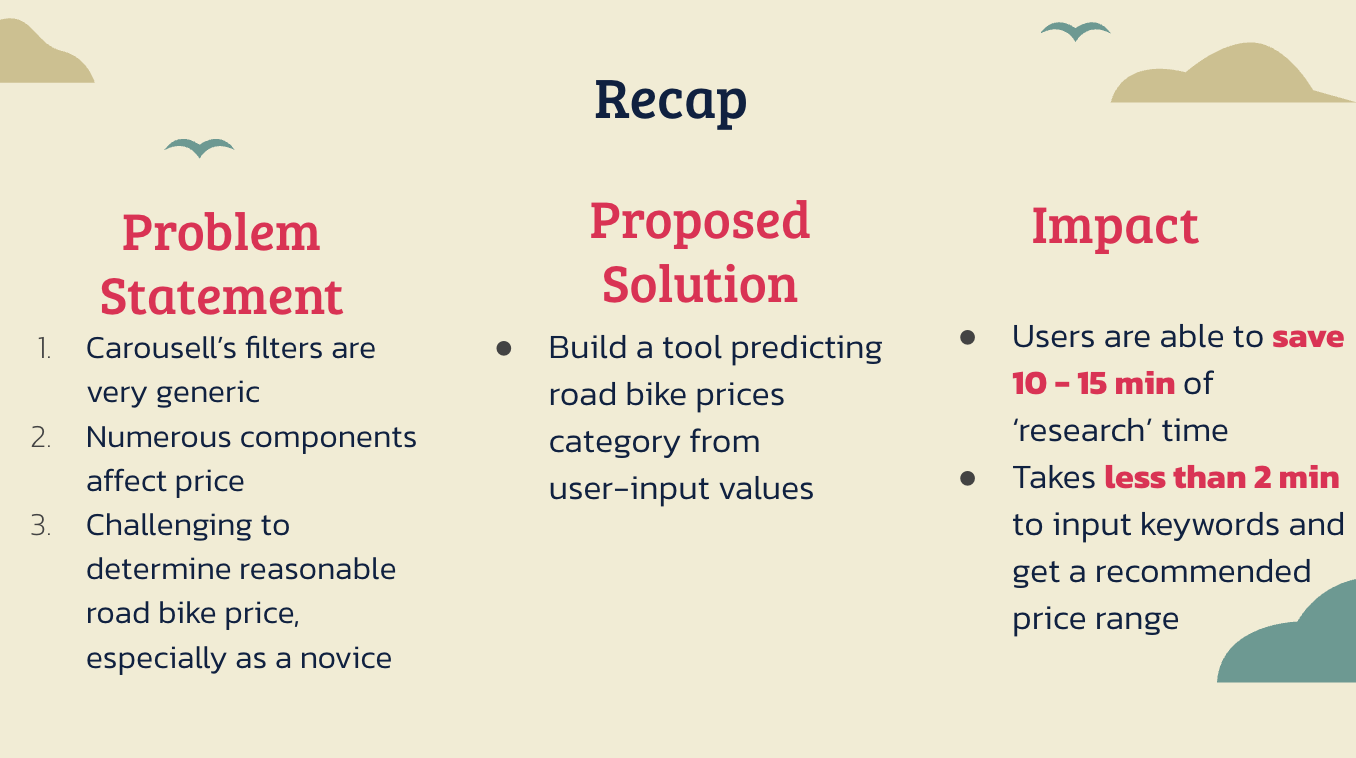 Recap
Problem
Statement
1. Carousell’s filters are
very generic
2. Numerous components
affect price
3. Challenging to
determine reasonable
road bike price,
especially as a novice
Proposed
Solution
● Build a tool predicting
road bike prices
category from
user-input values
Impact
● Users are able to save
10 - 15 min of
‘research’ time
● Takes less than 2 min
to input keywords and
get a recommended
price range